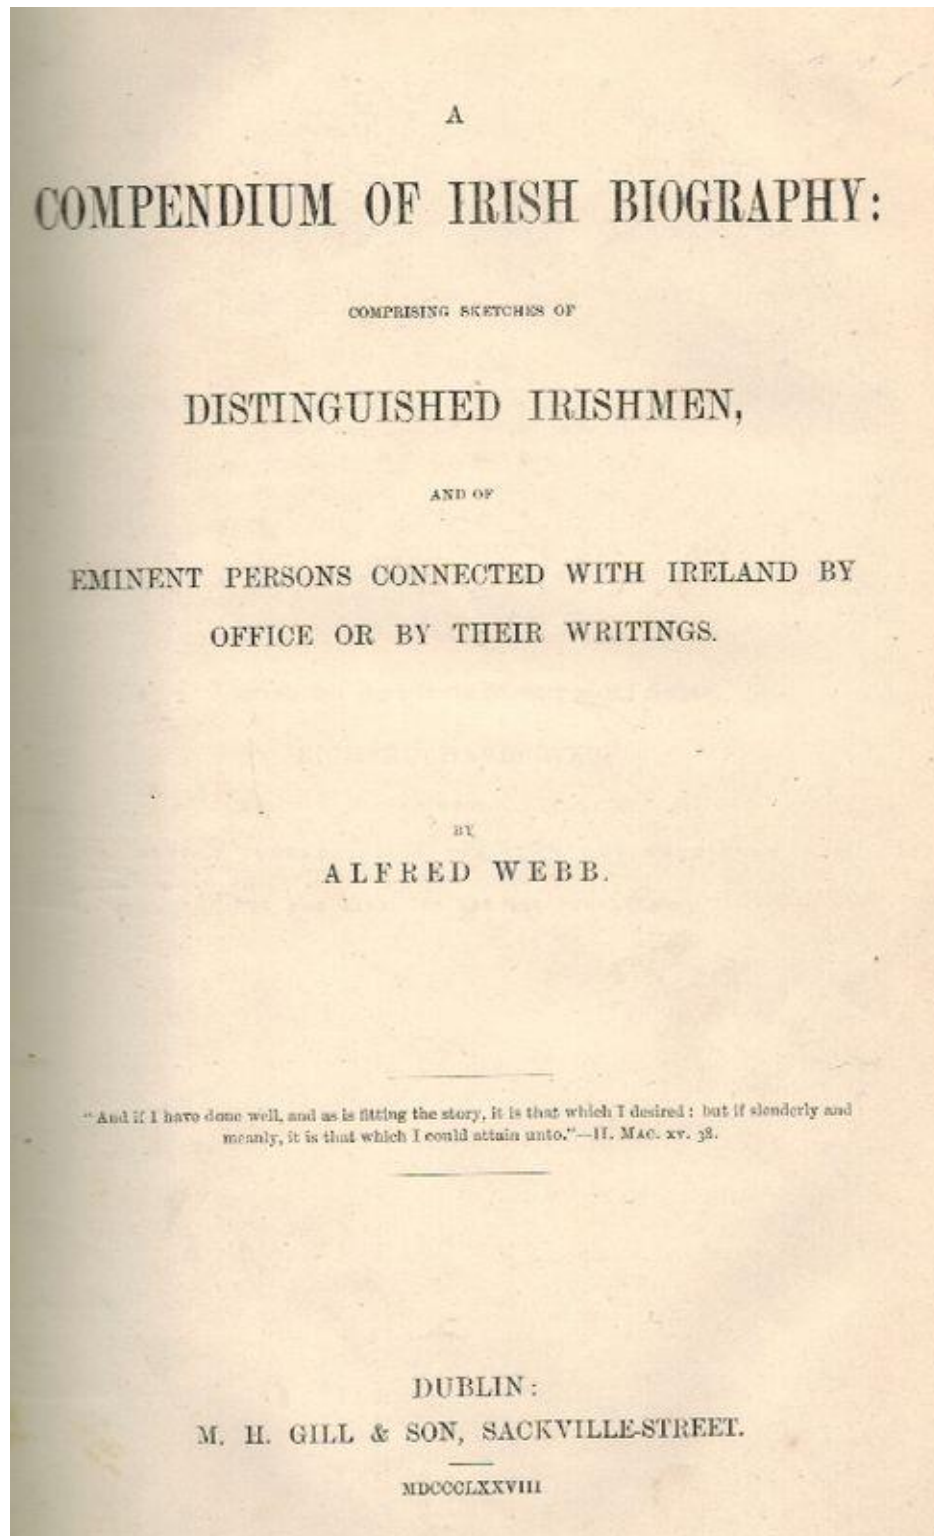 A
COMPENDIUM OF IRISH BIOGRAPHY:
COMPRISING SKETCHES OF
DISTINGUISHED IRISHMEN,
AND OF
EMINENT PERSONS CONNECTED WITH IRELAND BY
OFFICE OR BY THEIR WRITINGS.
BY
ALFRED WEBB.
"And if I have done well, and as is fitting the story, it is that which I desired: but if slenderly and
meanly, it is that which I could attain unto."—II. MAC. xv. 38.
DUBLIN:
M. H. GILL & SON, SACKVILLE-STREET.
MDCCCLXXVIII